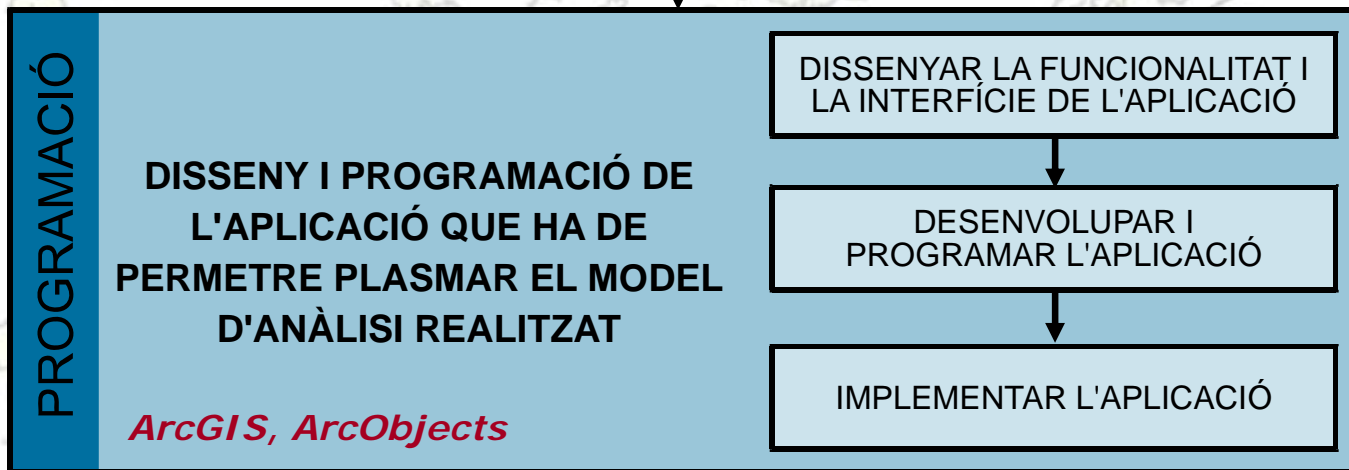 PROGRAMACIÓ
DISSENY I PROGRAMACIÓ DE
L'APLICACIÓ QUE HA DE
PERMETRE PLASMAR EL MODEL
D'ANÀLISI REALITZAT
ArcGIS, ArcObjects
DISSENYAR LA FUNCIONALITAT I
LA INTERFÍCIE DE L'APLICACIÓ
DESENVOLUPAR I
PROGRAMAR L'APLICACIÓ
IMPLEMENTAR L'APLICACIÓ